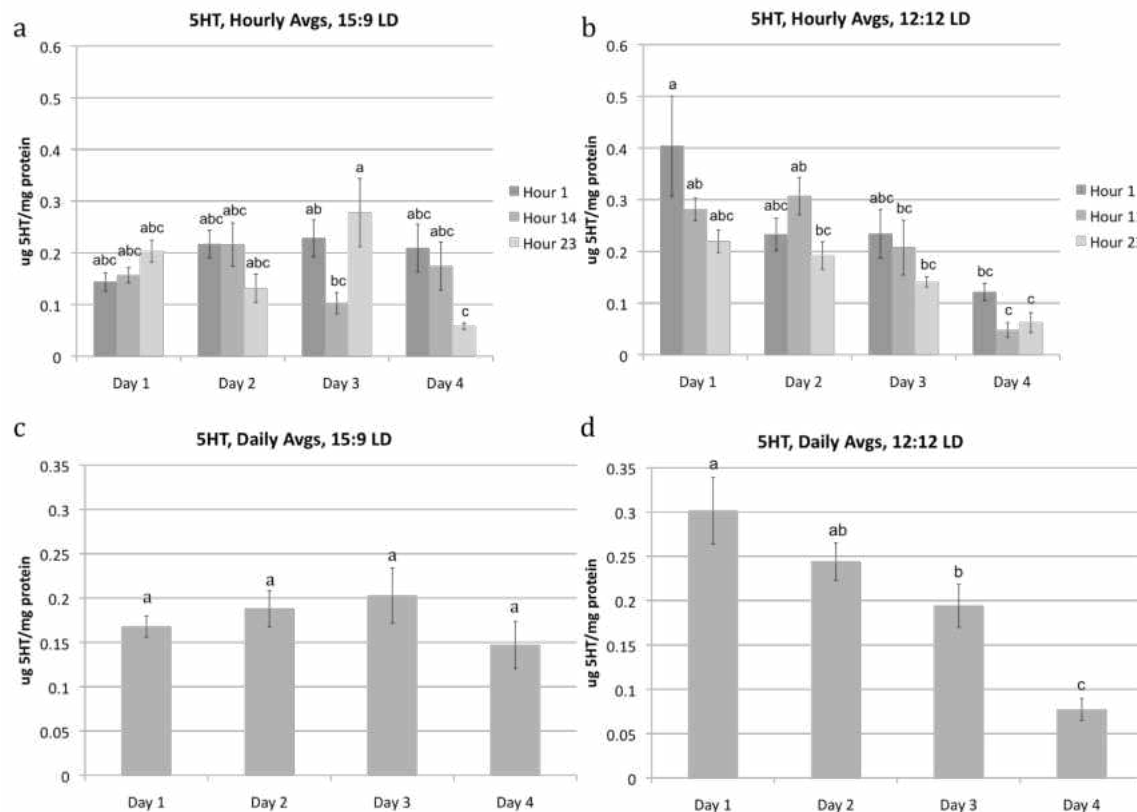 a
5HT, Hourly Avgs, 15:9 LD
ug 5HT/mg protein
0.6
0.5
0.4
0.3
0.2
0.1
0
abc abc abc
abc abc abc
ab bc a
abc abc c
Day 1 Day 2 Day 3 Day 4
Hour 1
Hour 14
Hour 23
b
5HT, Hourly Avgs, 12:12 LD
ug 5HT/mg protein
0.6
0.5
0.4
0.3
0.2
0.1
0
a ab abc
abc ab bc
abc bc bc
bc c c
Day 1 Day 2 Day 3 Day 4
Hour 1
Hour 1
Hour 2
c
5HT, Daily Avgs, 15:9 LD
ug 5HT/mg protein
0.35
0.3
0.25
0.2
0.15
0.1
0.05
0
a a a a
Day 1 Day 2 Day 3 Day 4
d
5HT, Daily Avgs, 12:12 LD
ug 5HT/mg protein
0.35
0.3
0.25
0.2
0.15
0.1
0.05
0
a ab b c
Day 1 Day 2 Day 3 Day 4